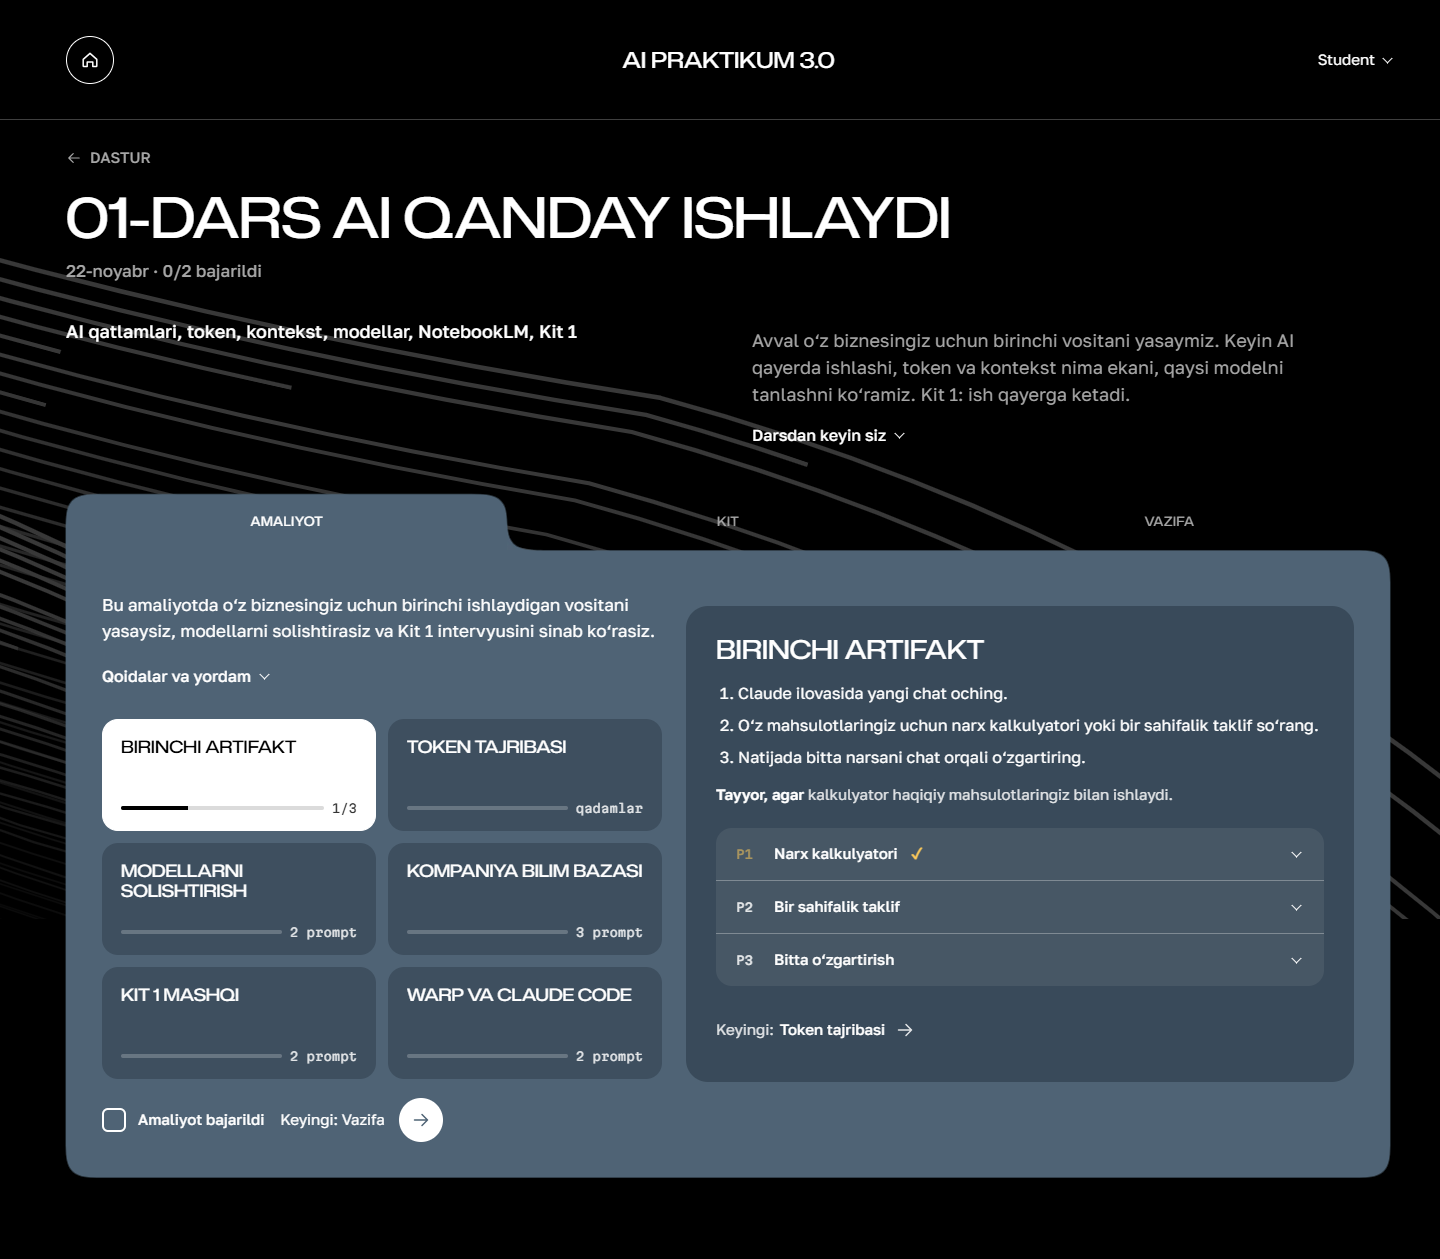 AI PRAKTIKUM 3.0
Student
DASTUR
01-DARS AI QANDAY ISHLAYDI
22-noyabr · 0/2 bajarildi
AI qatlamlari, token, kontekst, modellar, NotebookLM, Kit 1
Avval o‘z biznesingiz uchun birinchi vositani yasaymiz. Keyin AI
qayerda ishlashi, token va kontekst nima ekani, qaysi modelni
tanlashni ko‘ramiz. Kit 1: ish qayerga ketadi.
Darsdan keyin siz
AMALIYOT
KIT
VAZIFA
Bu amaliyotda o‘z biznesingiz uchun birinchi ishlaydigan vositani
yasaysiz, modellarni solishtirasiz va Kit 1 intervyusini sinab ko‘rasiz.
Qoidalar va yordam
BIRINCHI ARTIFAKT
1/3
TOKEN TAJRIBASI
qadamlar
MODELLARNI
SOLISHTIRISH
2 prompt
KOMPANIYA BILIM BAZASI
3 prompt
KIT 1 MASHQI
2 prompt
WARP VA CLAUDE CODE
2 prompt
Amaliyot bajarildi
Keyingi: Vazifa
BIRINCHI ARTIFAKT
1. Claude ilovasida yangi chat oching.
2. O‘z mahsulotlaringiz uchun narx kalkulyatori yoki bir sahifalik taklif so‘rang.
3. Natijada bitta narsani chat orqali o‘zgartiring.
Tayyor, agar kalkulyator haqiqiy mahsulotlaringiz bilan ishlaydi.
P1 Narx kalkulyatori ✓
P2 Bir sahifalik taklif
P3 Bitta o‘zgartirish
Keyingi: Token tajribasi